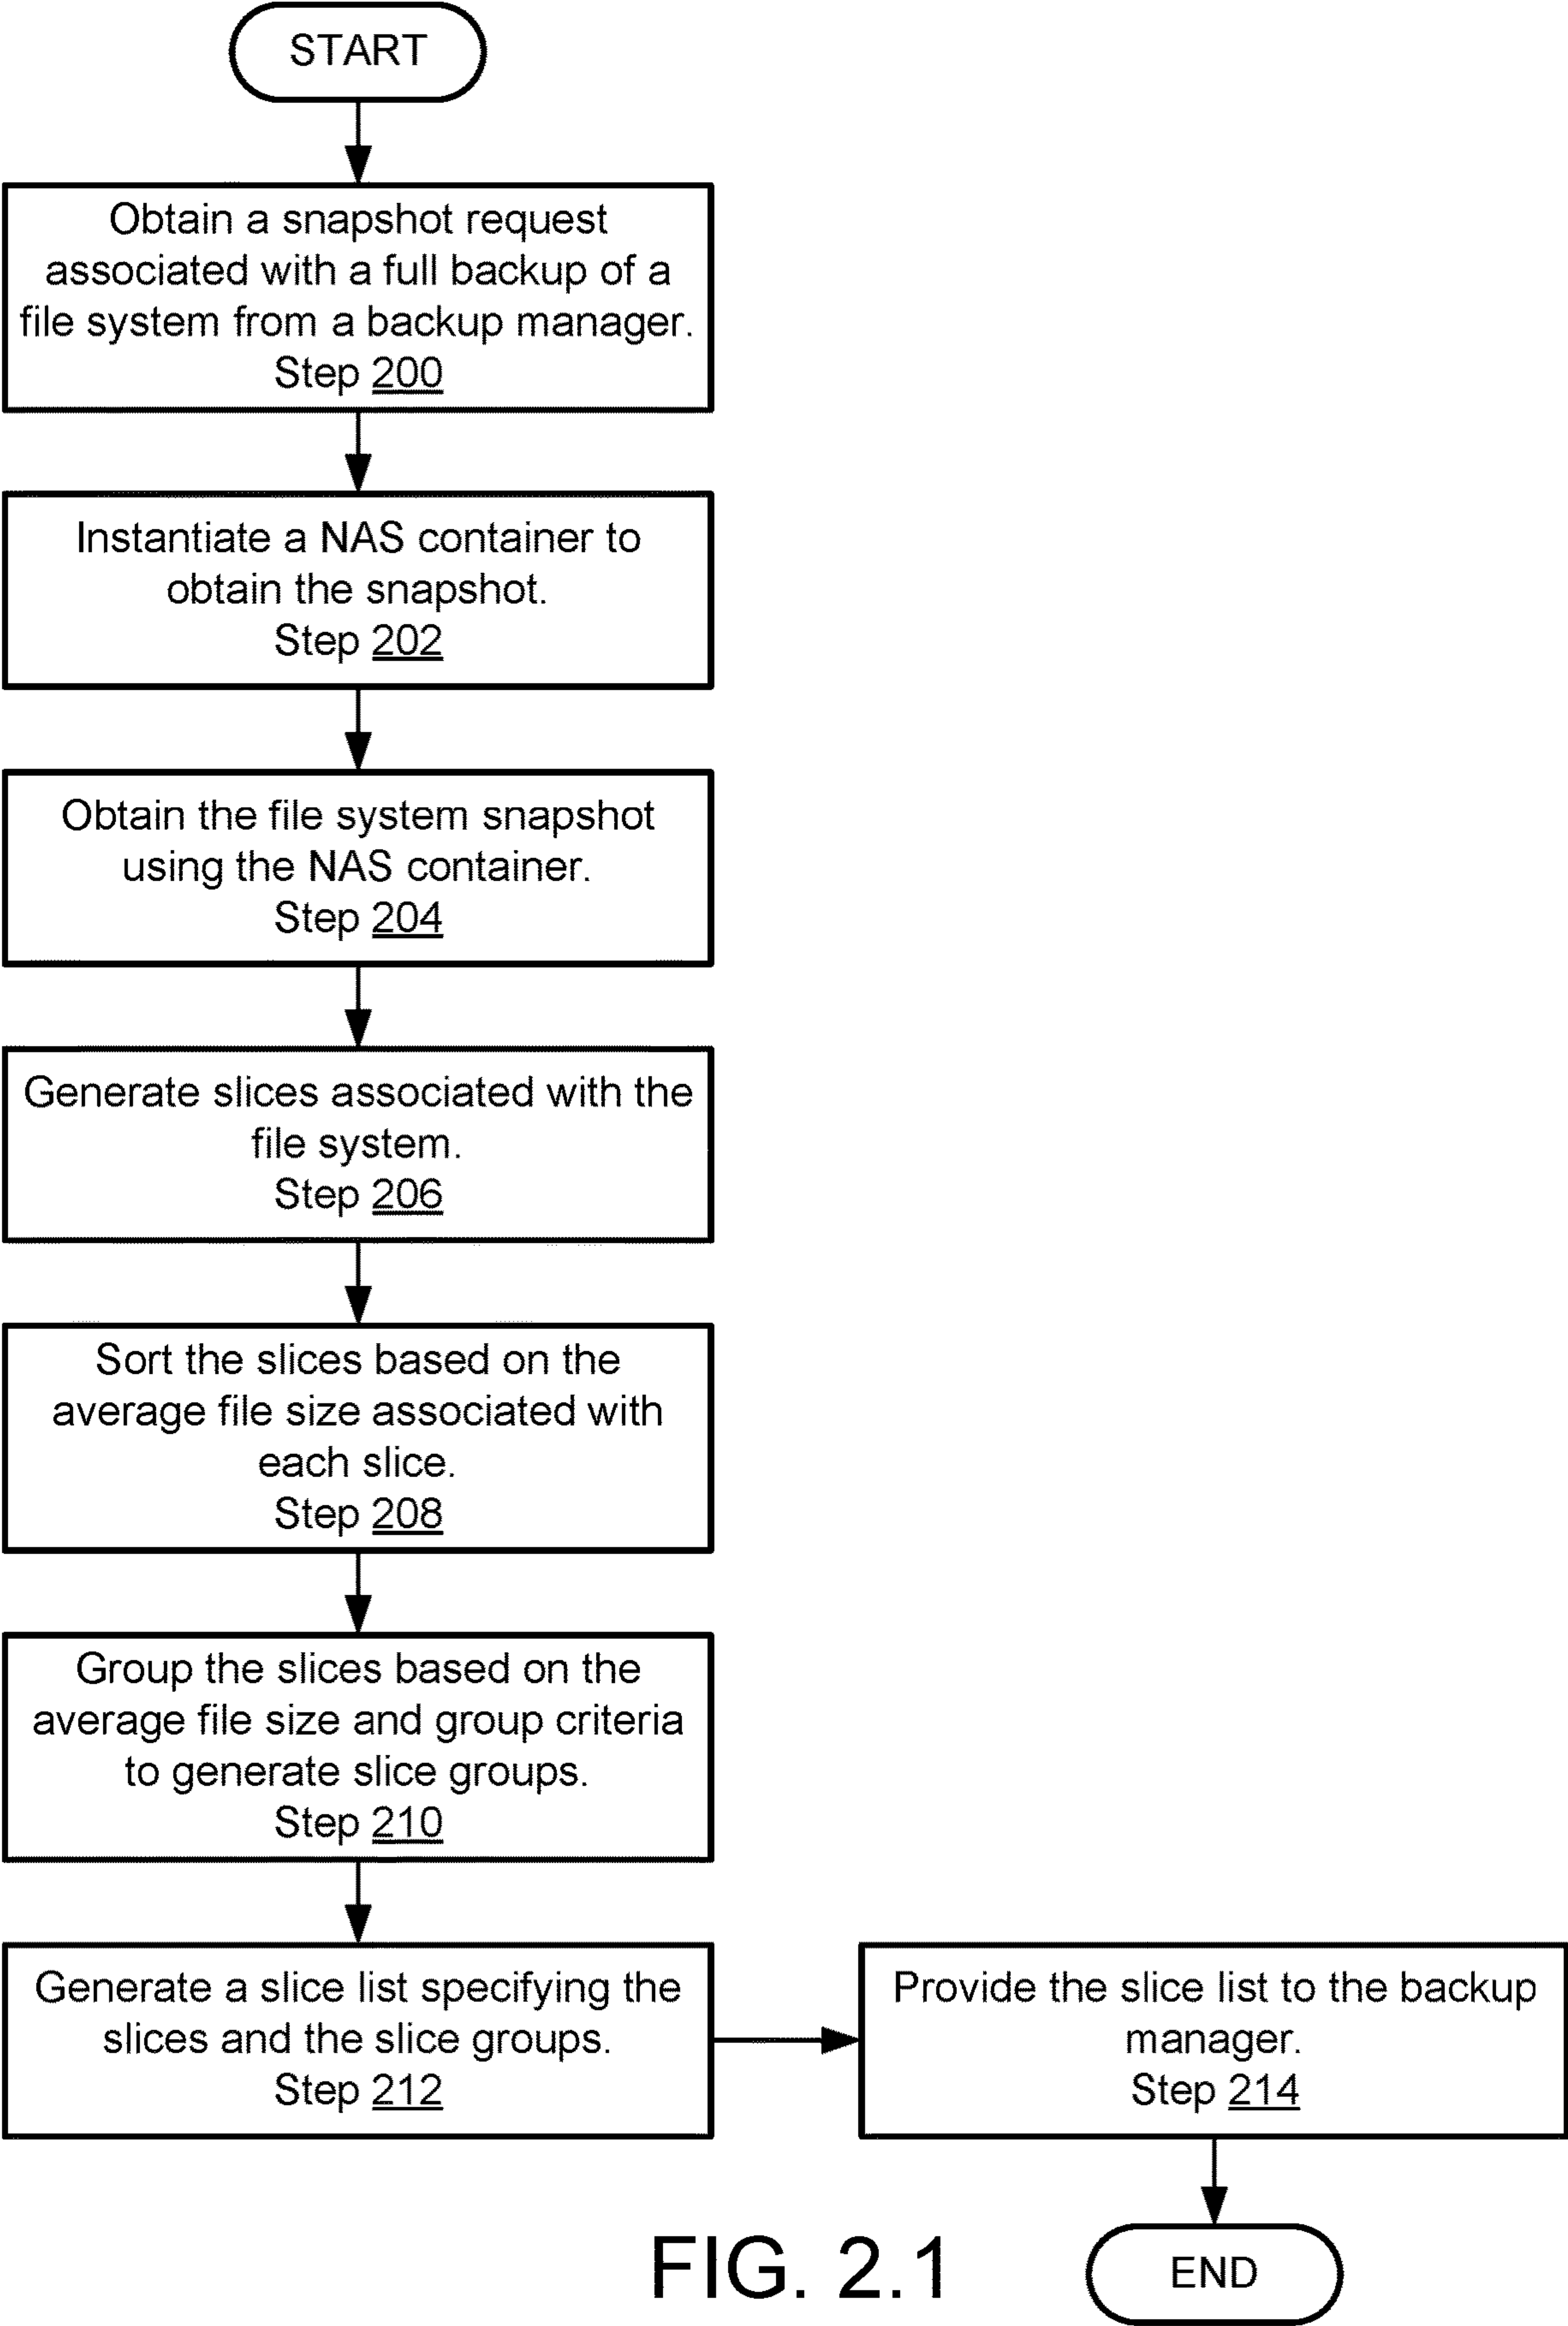 START
Obtain a snapshot request
associated with a full backup of a
file system from a backup manager.
Step 200
Instantiate a NAS container to
obtain the snapshot.
Step 202
Obtain the file system snapshot
using the NAS container.
Step 204
Generate slices associated with the
file system.
Step 206
Sort the slices based on the
average file size associated with
each slice.
Step 208
Group the slices based on the
average file size and group criteria
to generate slice groups.
Step 210
Generate a slice list specifying the
slices and the slice groups.
Step 212
Provide the slice list to the backup
manager.
Step 214
END
FIG. 2.1